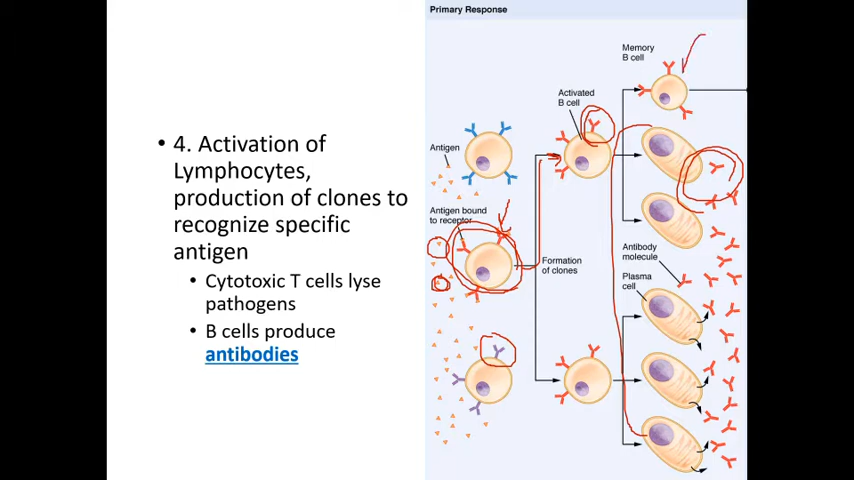 Primary Response
• 4. Activation of
Lymphocytes,
production of clones to
recognize specific
antigen
• Cytotoxic T cells lyse
pathogens
• B cells produce
antibodies
Memory
B cell
Activated
B cell
Antigen
Antigen bound
to receptor
Formation
of clones
Antibody
molecule
Plasma
cell